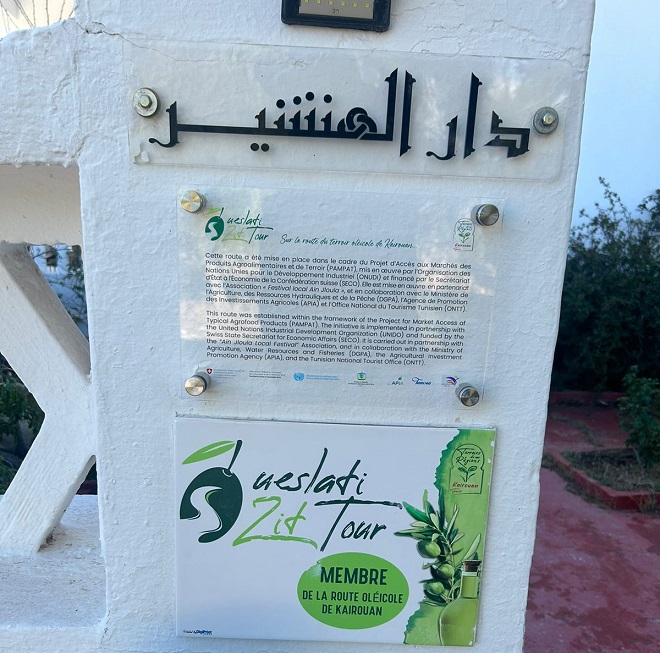 دار المنشير
ueslati
Zit Tour
Sur la route du terroir oléicole de Kairouan
Cette route a été mise en place dans le cadre du Projet d'Accès aux Marchés des
Produits Agroalimentaires et de Terroir (PAMPAT), mis en œuvre par l'Organisation des
Nations Unies pour le Développement Industriel (ONUDI) et financé par le Secrétariat
d'État à l'Économie de la Confédération suisse (SECO). Elle est mise en œuvre en partenariat
avec l'Association « Festival local Ain Jloula », et en collaboration avec le Ministère de
l'Agriculture, des Ressources Hydrauliques et de la Pêche (DGPA), l'Agence de Promotion
des Investissements Agricoles (APIA) et l'Office National du Tourisme Tunisien (ONTT).
This route was established within the framework of the Project for Market Access of
Typical Agrofood Products (PAMPAT). The initiative is implemented in partnership with
the United Nations Industrial Development Organization (UNIDO) and funded by the
Swiss State Secretariat for Economic Affairs (SECO). It is carried out in partnership with
the "Ain Jloula Local Festival" Association, and in collaboration with the Ministry of
Agriculture, Water Resources and Fisheries (DGPA), the Agricultural Investment
Promotion Agency (APIA), and the Tunisian National Tourist Office (ONTT).
APIA
ueslati
Zit Tour
Terroirs
de nos
Régions
Kairouan
MEMBRE
DE LA ROUTE OLÉICOLE
DE KAIROUAN